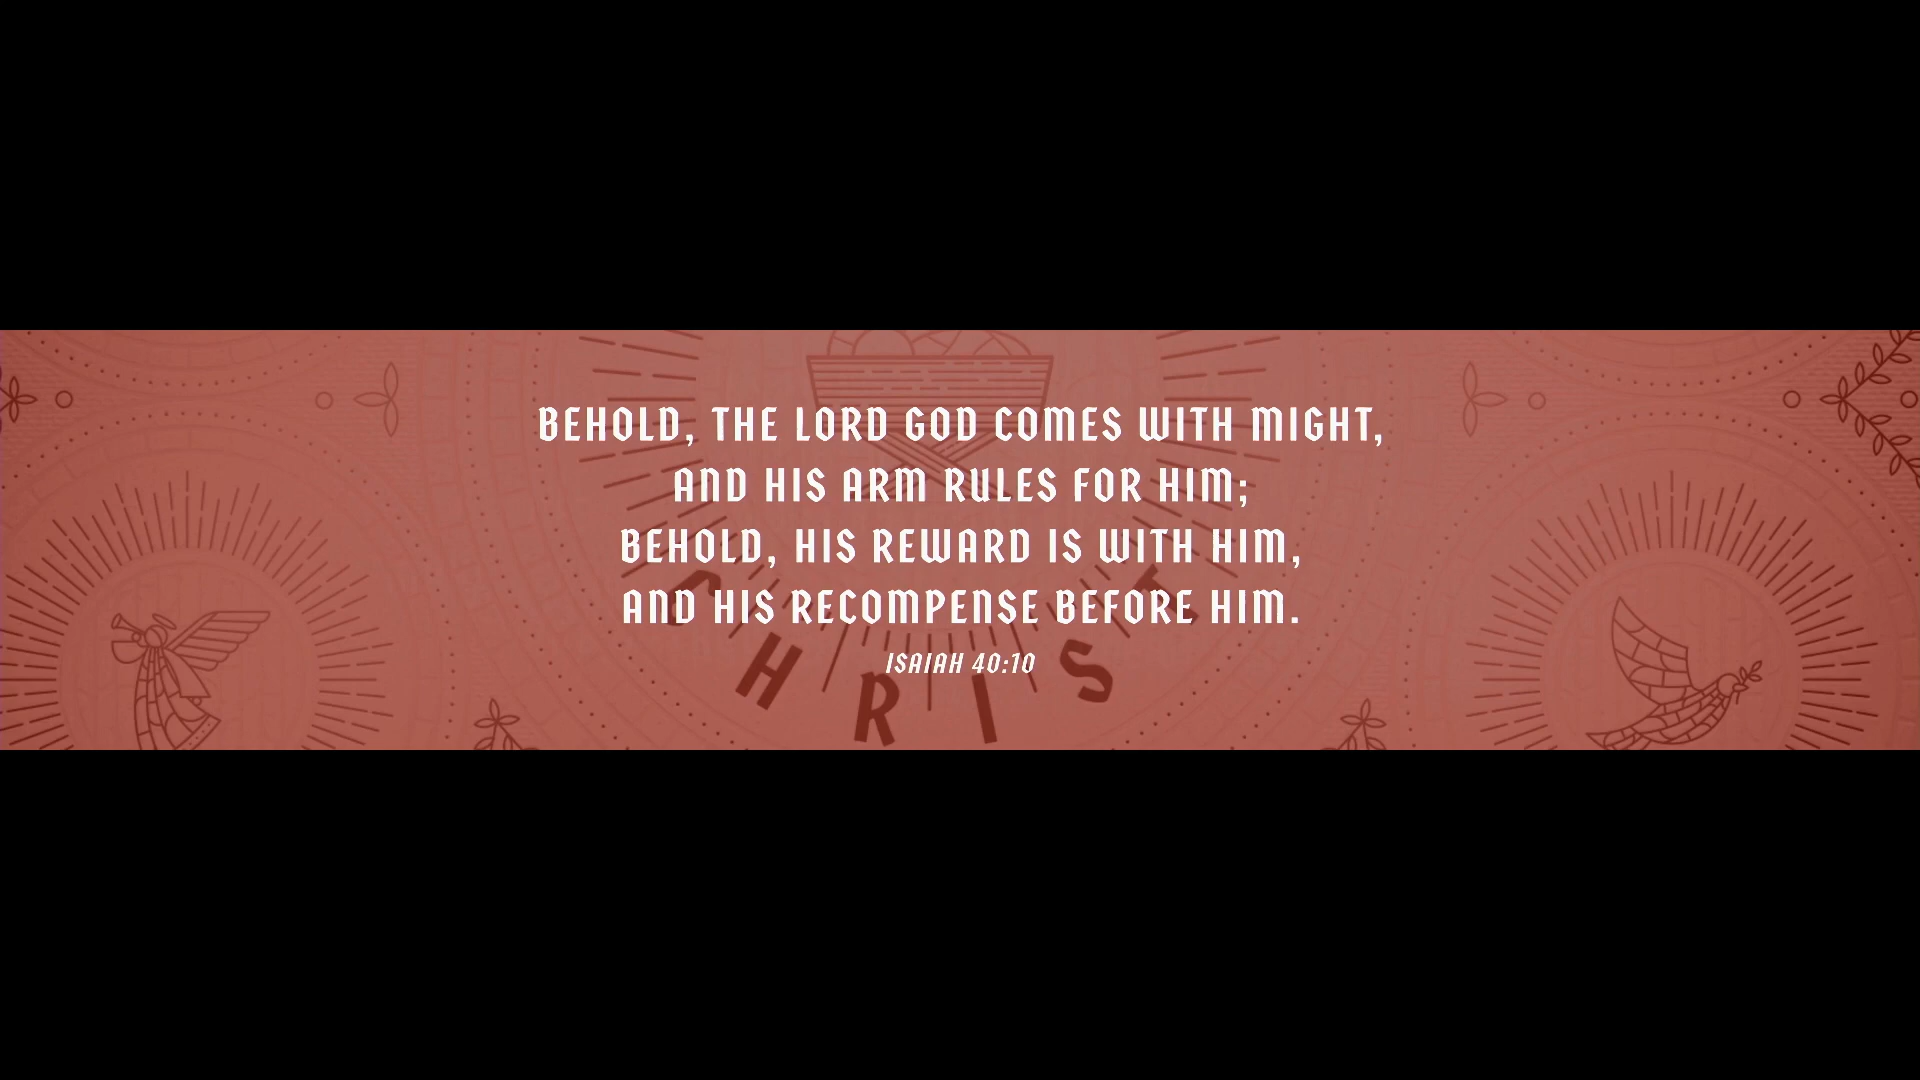 BEHOLD, THE LORD GOD COMES WITH MIGHT,
AND HIS ARM RULES FOR HIM;
BEHOLD, HIS REWARD IS WITH HIM,
AND HIS RECOMPENSE BEFORE HIM.
ISAIAH 40:10
CHRIST